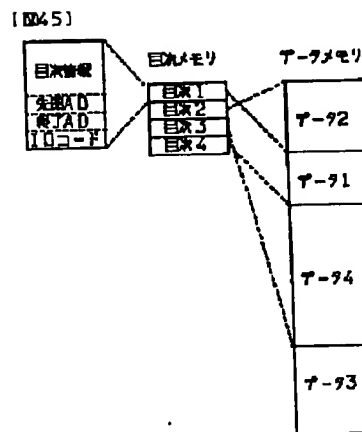 [図45]
目次情報
先頭AD
終了AD
IDコード
目次メモリ
目次1
目次2
目次3
目次4
データメモリ
データ2
データ1
データ4
データ3